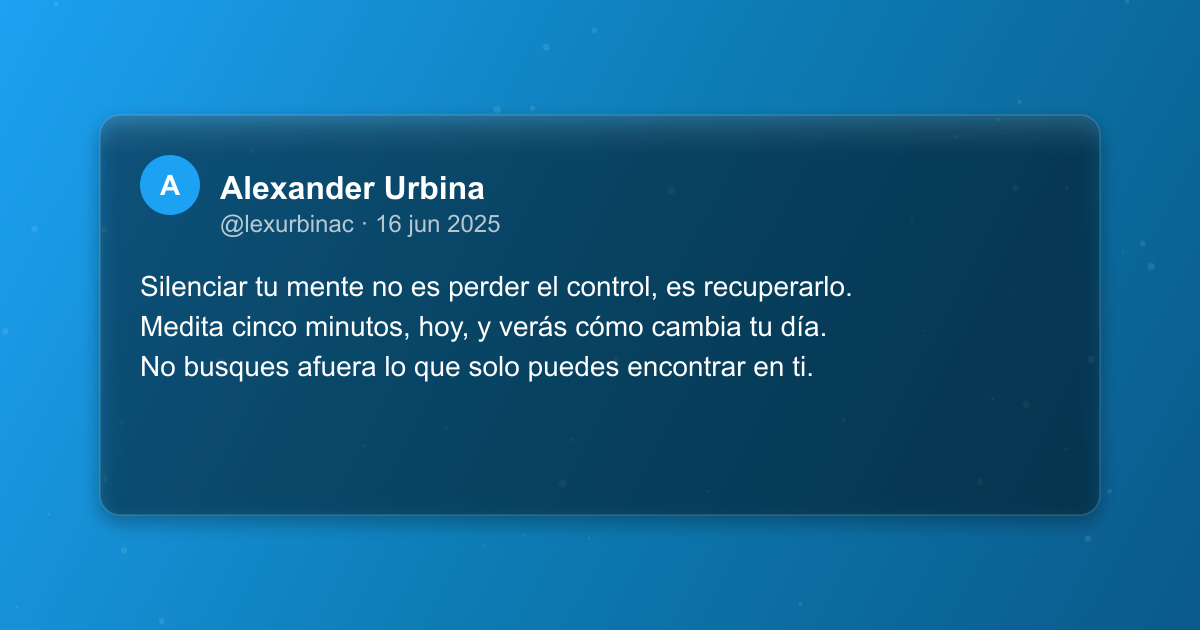 A
Alexander Urbina
@lexurbinac · 16 jun 2025
Silenciar tu mente no es perder el control, es recuperarlo.
Medita cinco minutos, hoy, y verás cómo cambia tu día.
No busques afuera lo que solo puedes encontrar en ti.